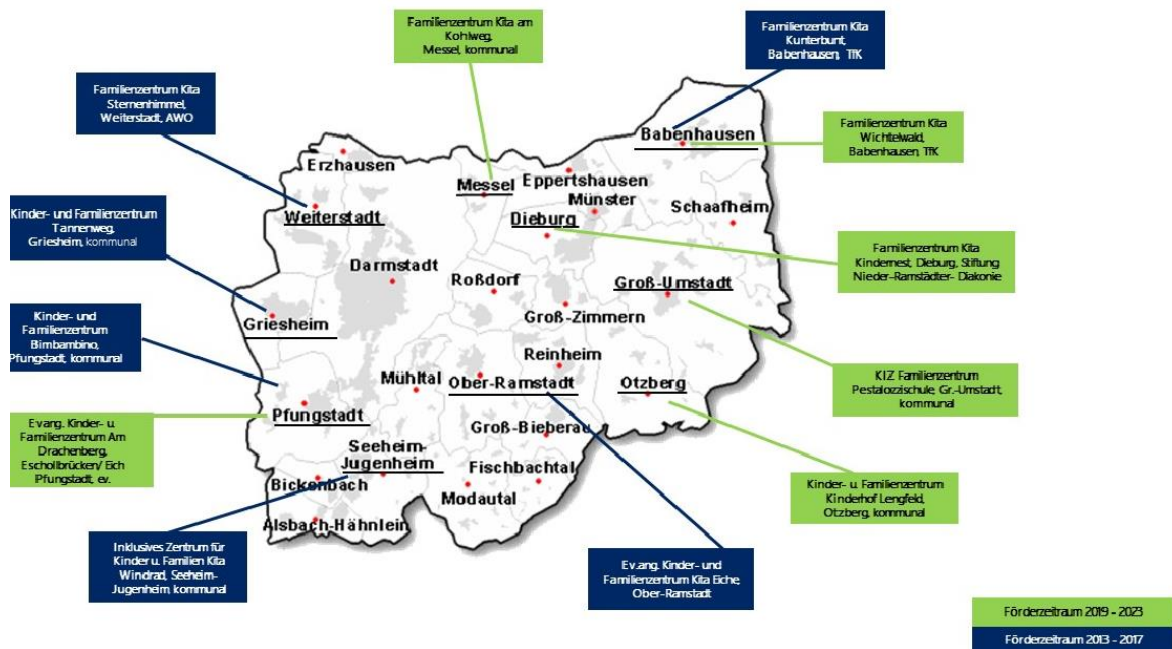 Familienzentrum Kita am
Kohlweg,
Messel, kommunal
Familienzentrum Kita
Kunterbunt,
Babenhausen, TfK
Familienzentrum Kita
Sternenhimmel,
Weiterstadt, AWO
Familienzentrum Kita
Wichtelwald,
Babenhausen, TfK
Kinder- und Familienzentrum
Tannenweg,
Griesheim, kommunal
Familienzentrum Kita
Kindernest, Dieburg, Stiftung
Nieder-Ramstädter- Diakonie
Kinder- und
Familienzentrum
Bimbambino,
Pfungstadt, kommunal
KIZ Familienzentrum
Pestalozzischule, Gr.-Umstadt,
kommunal
Evang. Kinder- u.
Familienzentrum Am
Drachenberg,
Eschollbrücken/ Eich
Pfungstadt, ev.
Kinder- u. Familienzentrum
Kinderhof Lengfeld,
Otzberg, kommunal
Inklusives Zentrum für
Kinder u. Familien Kita
Windrad, Seeheim-
Jugenheim, kommunal
Ev.ang. Kinder- und
Familienzentrum Kita Eiche,
Ober-Ramstadt
Babenhausen
Erzhausen
Messel
Eppertshausen
Münster
Weiterstadt
Dieburg
Schaafheim
Darmstadt
Roßdorf
Groß-Umstadt
Griesheim
Groß-Zimmern
Reinheim
Mühltal
Ober-Ramstadt
Otzberg
Pfungstadt
Groß-Bieberau
Seeheim-
Jugenheim
Fischbachtal
Bickenbach
Modautal
Alsbach-Hähnlein
Förderzeitraum 2019 - 2023
Förderzeitraum 2013 - 2017